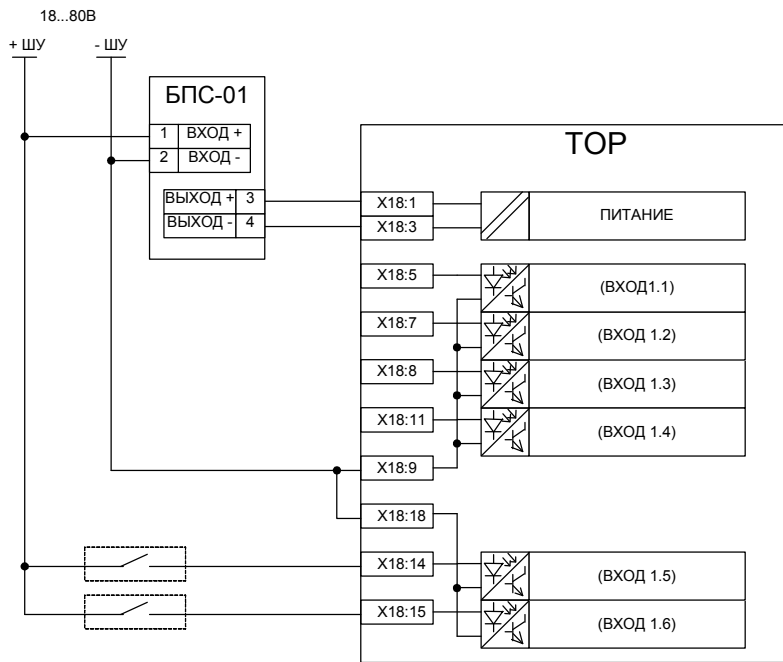 18...80В
+ ШУ
- ШУ
БПС-01
1 ВХОД +
2 ВХОД -
ВЫХОД + 3
ВЫХОД - 4
ТОР
X18:1
X18:3
ПИТАНИЕ
X18:5
(ВХОД1.1)
X18:7
(ВХОД 1.2)
X18:8
(ВХОД 1.3)
X18:11
(ВХОД 1.4)
X18:9
X18:18
X18:14
(ВХОД 1.5)
X18:15
(ВХОД 1.6)